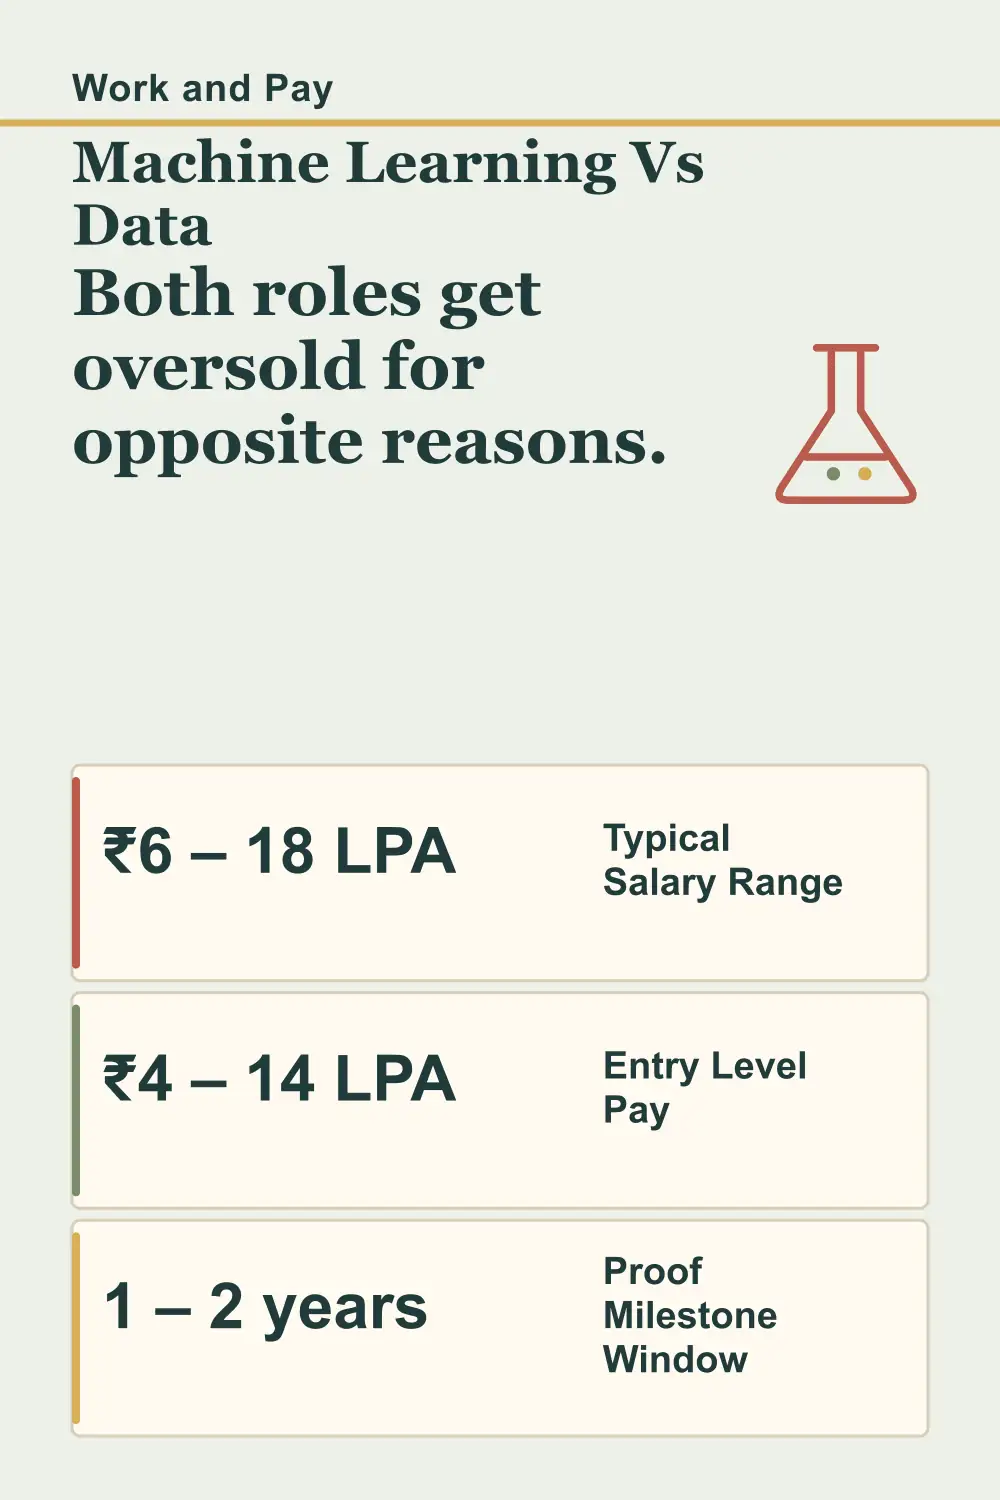 Work and Pay
Machine Learning Vs
Data
Both roles get
oversold for
opposite reasons.
₹6 – 18 LPA
Typical
Salary Range
₹4 – 14 LPA
Entry Level
Pay
1 – 2 years
Proof
Milestone
Window